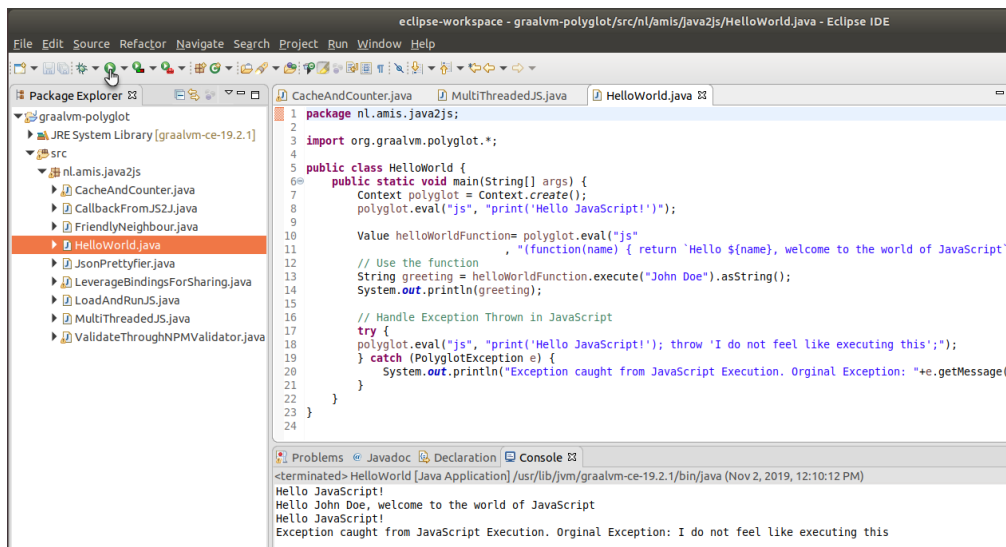 eclipse-workspace - graalvm-polyglot/src/nl/amis/java2js/HelloWorld.java - Eclipse IDE
File Edit Source Refactor Navigate Search Project Run Window Help
Package Explorer
graalvm-polyglot
JRE System Library [graalvm-ce-19.2.1]
src
nl.amis.java2js
CacheAndCounter.java
CallbackFromJS2J.java
FriendlyNeighbour.java
HelloWorld.java
JsonPrettyfier.java
LeverageBindingsForSharing.java
LoadAndRunJS.java
MultiThreadedJS.java
ValidateThroughNPMValidator.java
CacheAndCounter.java MultiThreadedJS.java HelloWorld.java
1 package nl.amis.java2js;
2
3 import org.graalvm.polyglot.*;
4
5 public class HelloWorld {
6 public static void main(String[] args) {
7 Context polyglot = Context.create();
8 polyglot.eval("js", "print('Hello JavaScript!')");
9
10 Value helloWorldFunction= polyglot.eval("js"
11 , "(function(name) { return `Hello ${name}, welcome to the world of JavaScript`
12 // Use the function
13 String greeting = helloWorldFunction.execute("John Doe").asString();
14 System.out.println(greeting);
15
16 // Handle Exception Thrown in JavaScript
17 try {
18 polyglot.eval("js", "print('Hello JavaScript!'); throw 'I do not feel like executing this';");
19 } catch (PolyglotException e) {
20 System.out.println("Exception caught from JavaScript Execution. Orginal Exception: "+e.getMessage(
21 }
22 }
23 }
24
Problems @ Javadoc Declaration Console
<terminated> HelloWorld [Java Application] /usr/lib/jvm/graalvm-ce-19.2.1/bin/java (Nov 2, 2019, 12:10:12 PM)
Hello JavaScript!
Hello John Doe, welcome to the world of JavaScript
Hello JavaScript!
Exception caught from JavaScript Execution. Orginal Exception: I do not feel like executing this